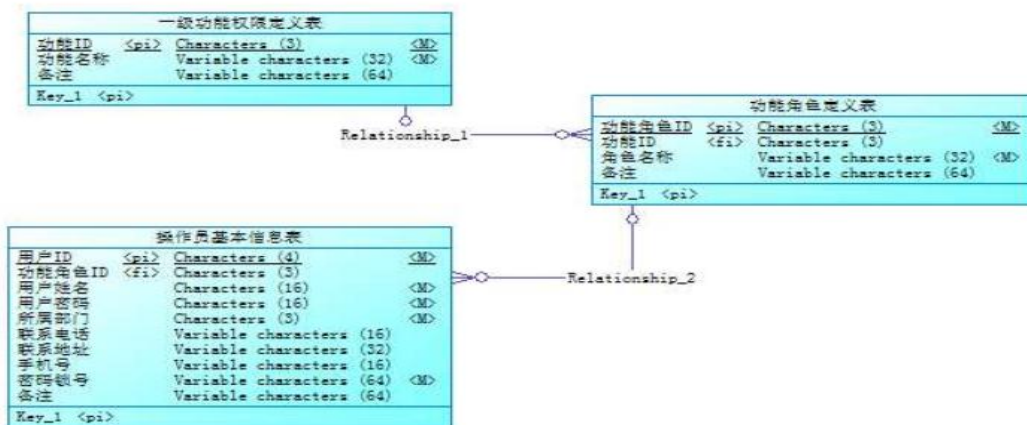 一级功能权限定义表
功能ID <pi> Characters (3) <M>
功能名称 Variable characters (32) <M>
备注 Variable characters (64)
Key_1 <pi>
Relationship_1
功能角色定义表
功能角色ID <pi> Characters (3) <M>
功能ID <fi> Characters (3)
角色名称 Variable characters (32) <M>
备注 Variable characters (64)
Key_1 <pi>
操作员基本信息表
用户ID <pi> Characters (4) <M>
功能角色ID <fi> Characters (3)
用户姓名 Characters (16) <M>
用户密码 Characters (16) <M>
所属部门 Characters (3) <M>
联系电话 Variable characters (16)
联系地址 Variable characters (32)
手机号 Variable characters (16)
密码锁号 Variable characters (64) <M>
备注 Variable characters (64)
Key_1 <pi>
Relationship_2